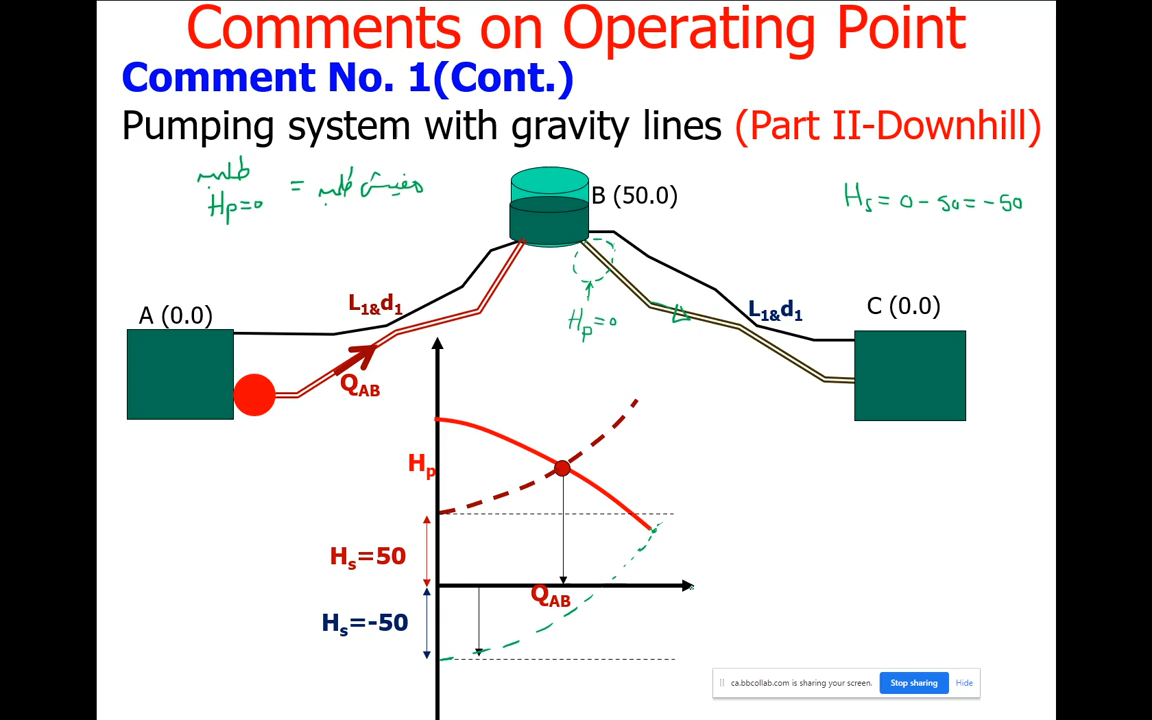 Comments on Operating Point
Comment No. 1(Cont.)
Pumping system with gravity lines (Part II-Downhill)
Hp=0
=
B (50.0)
Hs = 0 - 50 = -50
A (0.0)
L1&d1
QAB
Hp=0
L1&d1
C (0.0)
Hp
Hs=50
QAB
Hs=-50
ca.bbcollab.com is sharing your screen.
Stop sharing
Hide